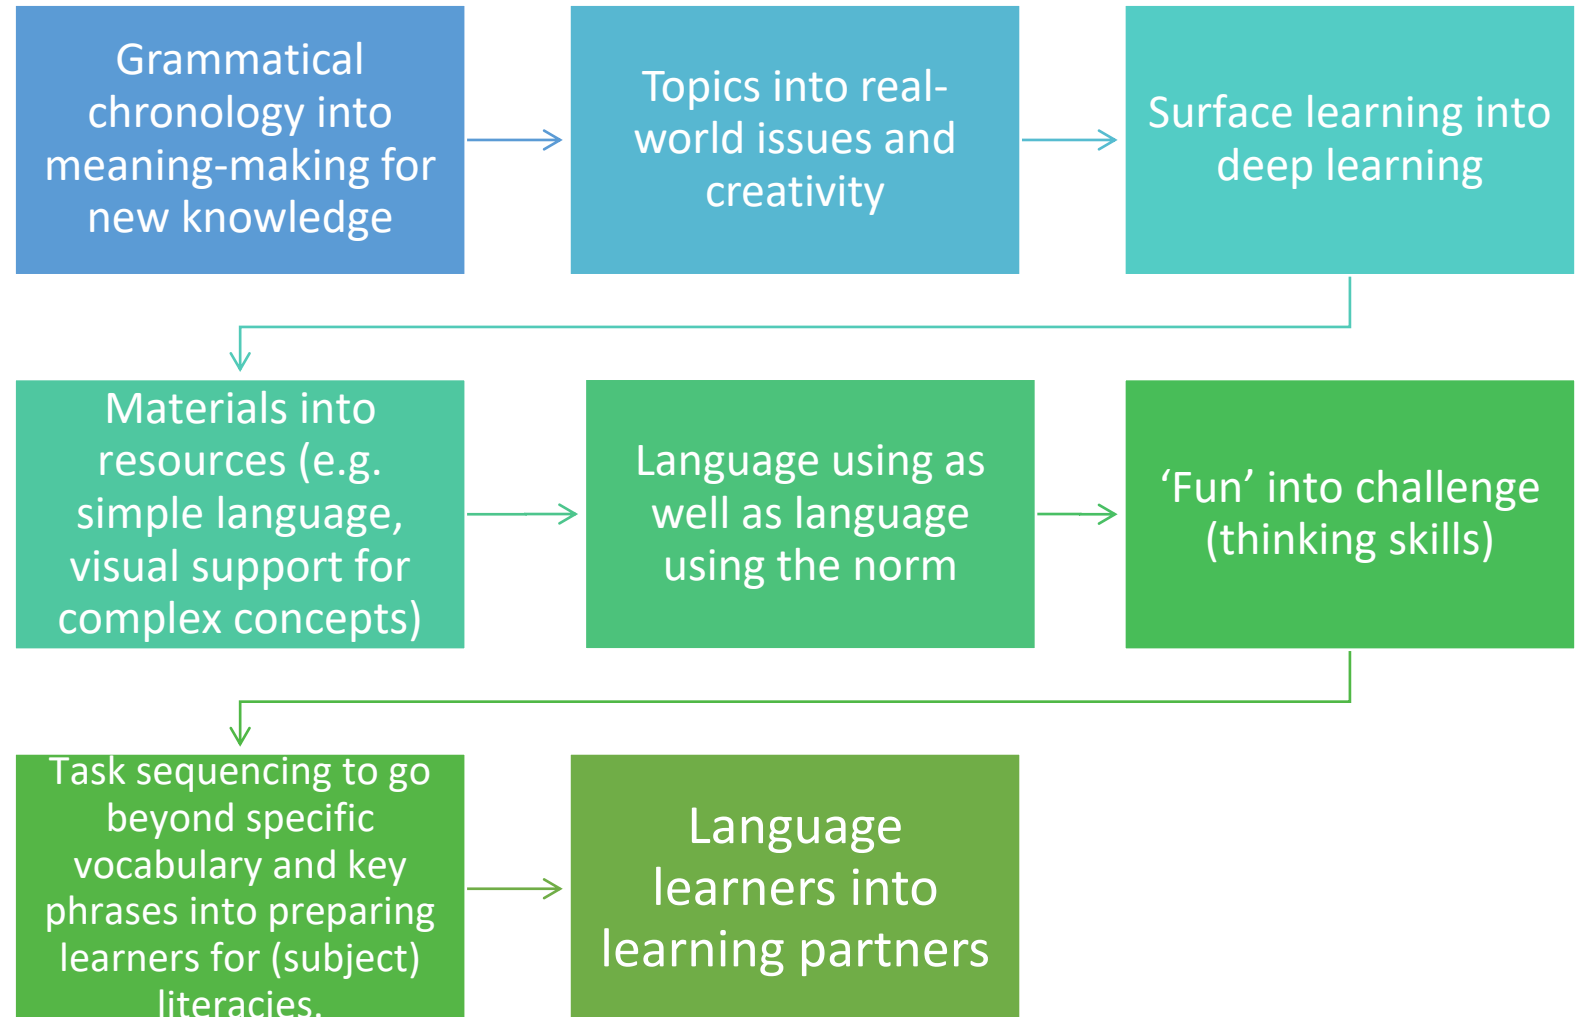 Grammatical
chronology into
meaning-making for
new knowledge
Topics into real-
world issues and
creativity
Surface learning into
deep learning
Materials into
resources (e.g.
simple language,
visual support for
complex concepts)
Language using as
well as language
using the norm
‘Fun’ into challenge
(thinking skills)
Task sequencing to go
beyond specific
vocabulary and key
phrases into preparing
learners for (subject)
literacies.
Language
learners into
learning partners